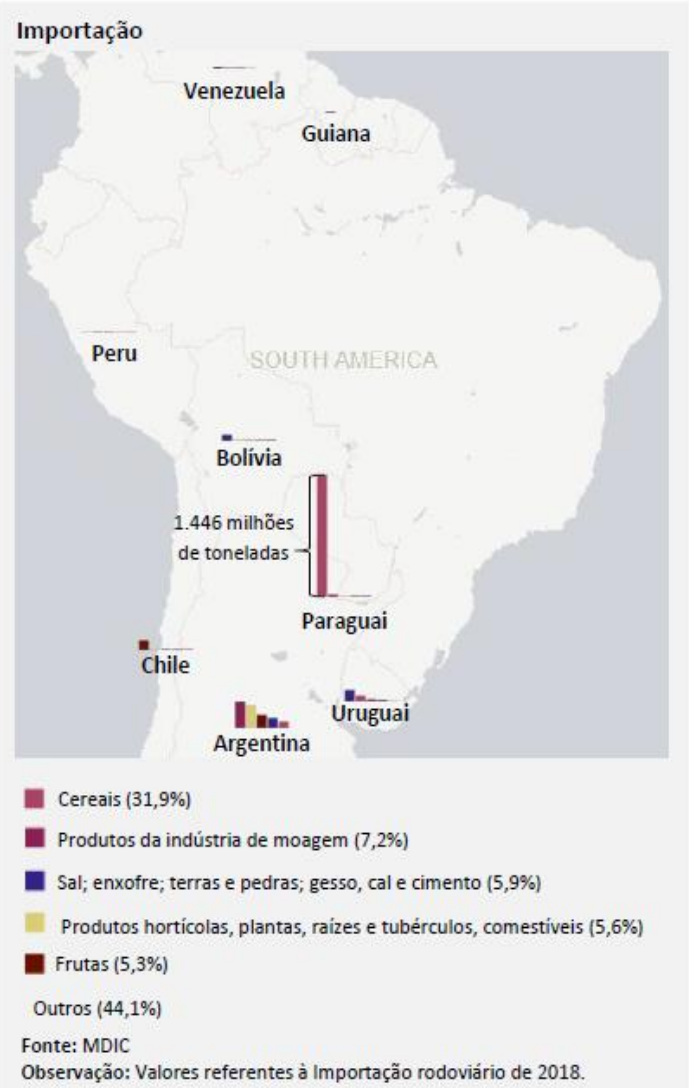 Importação
Venezuela
Guiana
Peru
SOUTH AMERICA
Bolívia
1.446 milhões
de toneladas
Paraguai
Chile
Uruguai
Argentina
Cereais (31,9%)
Produtos da indústria de moagem (7,2%)
Sal; enxofre; terras e pedras; gesso, cal e cimento (5,9%)
Produtos hortícolas, plantas, raízes e tubérculos, comestíveis (5,6%)
Frutas (5,3%)
Outros (44,1%)
Fonte: MDIC
Observação: Valores referentes à Importação rodoviário de 2018.